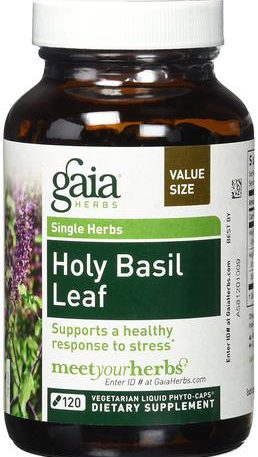 gaia
HERBS
VALUE
SIZE
Single Herbs
Holy Basil
Leaf
Supports a healthy
response to stress*
meetyourherbs®
Enter ID# at GaiaHerbs.com
120 VEGETARIAN LIQUID PHYTO-CAPS®
DIETARY SUPPLEMENT
BEST BY
Enter ID# at GaiaHerbs.com